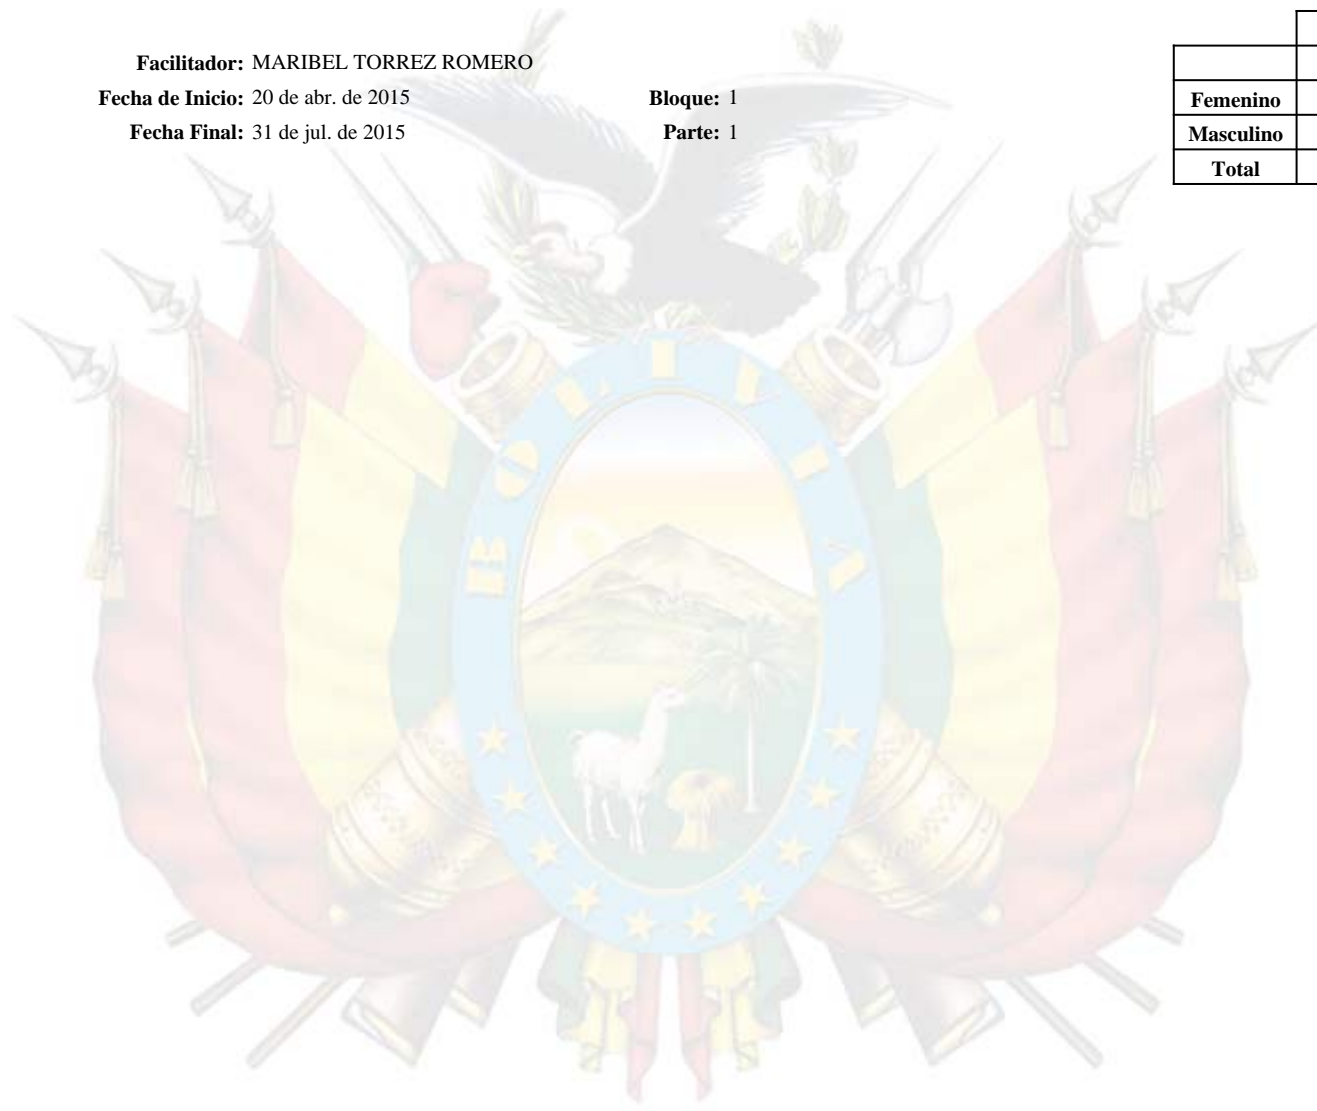 Facilitador: MARIBEL TORREZ ROMERO
Fecha de Inicio: 20 de abr. de 2015 Bloque: 1
Fecha Final: 31 de jul. de 2015 Parte: 1
Femenino
Masculino
Total
BOLIVIA